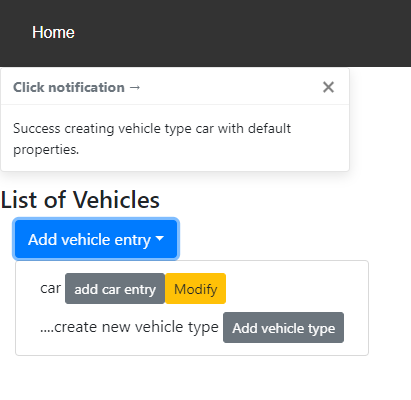 Home
Click notification → ×
Success creating vehicle type car with default
properties.
List of Vehicles
Add vehicle entry
car add car entry Modify
....create new vehicle type Add vehicle type